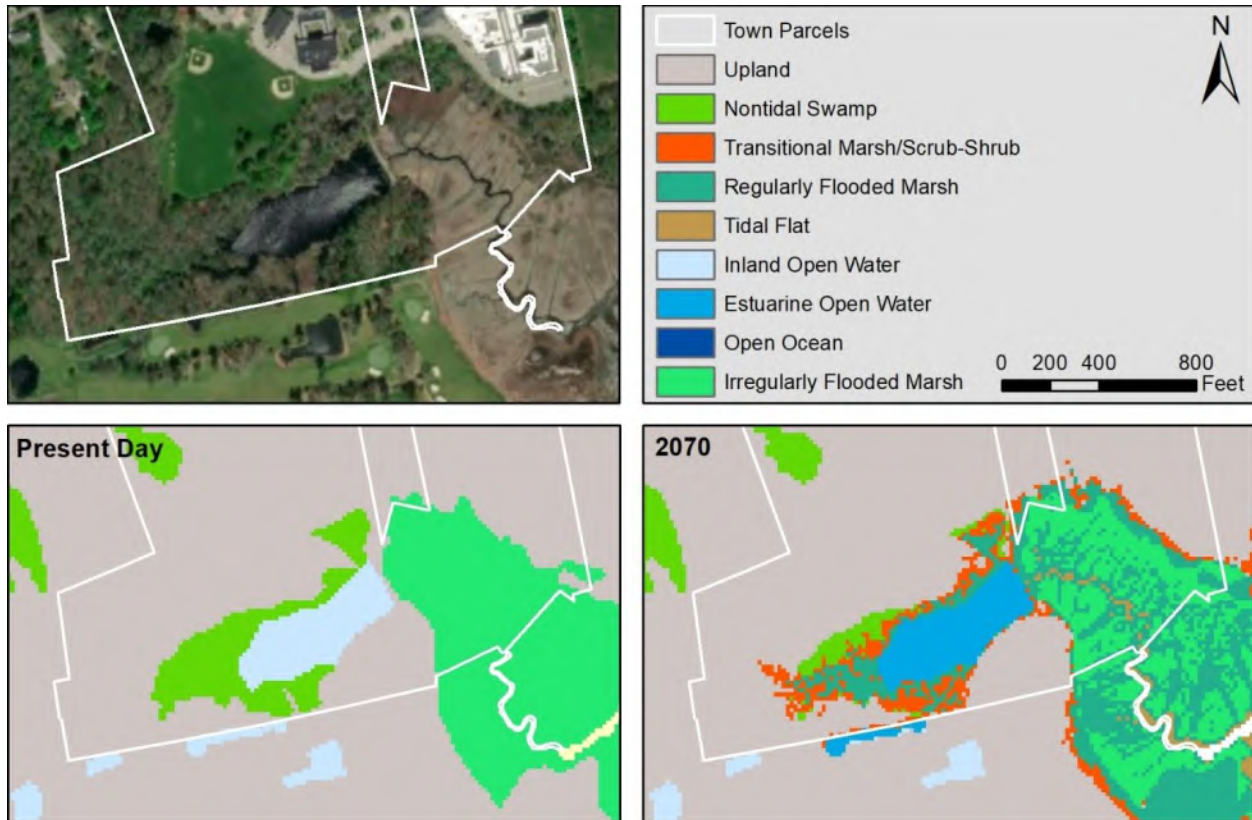 Town Parcels
Upland
Nontidal Swamp
Transitional Marsh/Scrub-Shrub
Regularly Flooded Marsh
Tidal Flat
Inland Open Water
Estuarine Open Water
Open Ocean
Irregularly Flooded Marsh
N
0 200 400 800
Feet
Present Day
2070